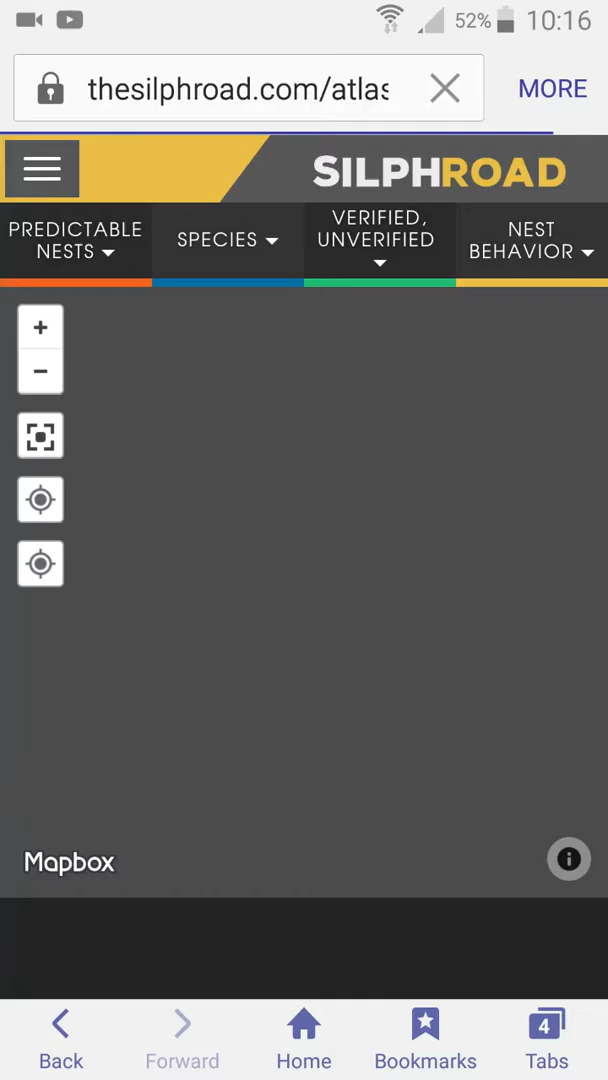 52% 10:16
thesilphroad.com/atlas
MORE
SILPHROAD
PREDICTABLE
NESTS
SPECIES
VERIFIED,
UNVERIFIED
NEST
BEHAVIOR
+
−
Mapbox
i
4
Back
Forward
Home
Bookmarks
Tabs